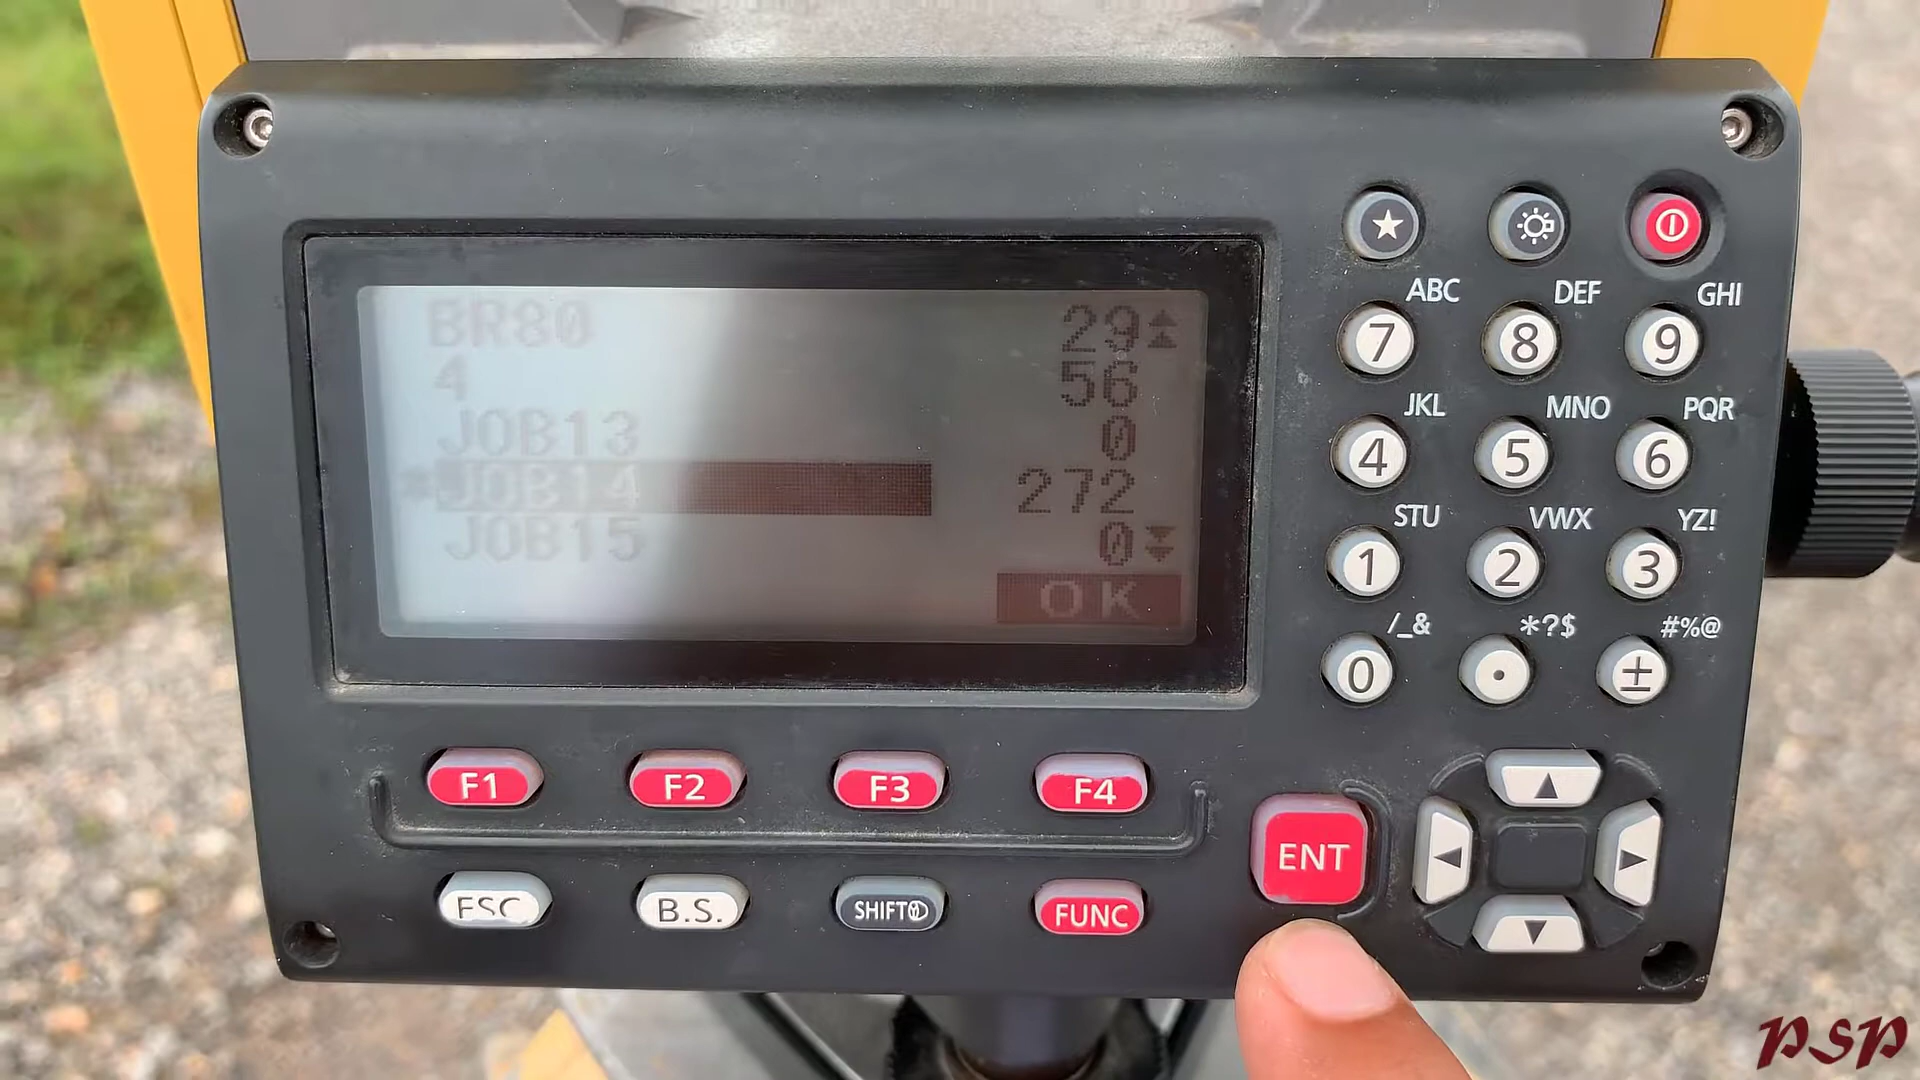 BR80 29
4 56
JOB13 0
JOB14 272
JOB15 0
OK
ABC DEF GHI
7 8 9
JKL MNO PQR
4 5 6
STU VWX YZ!
1 2 3
/_& *?$ #%@
0 . ±
F1 F2 F3 F4
ENT
ESC B.S. SHIFT FUNC
PSP